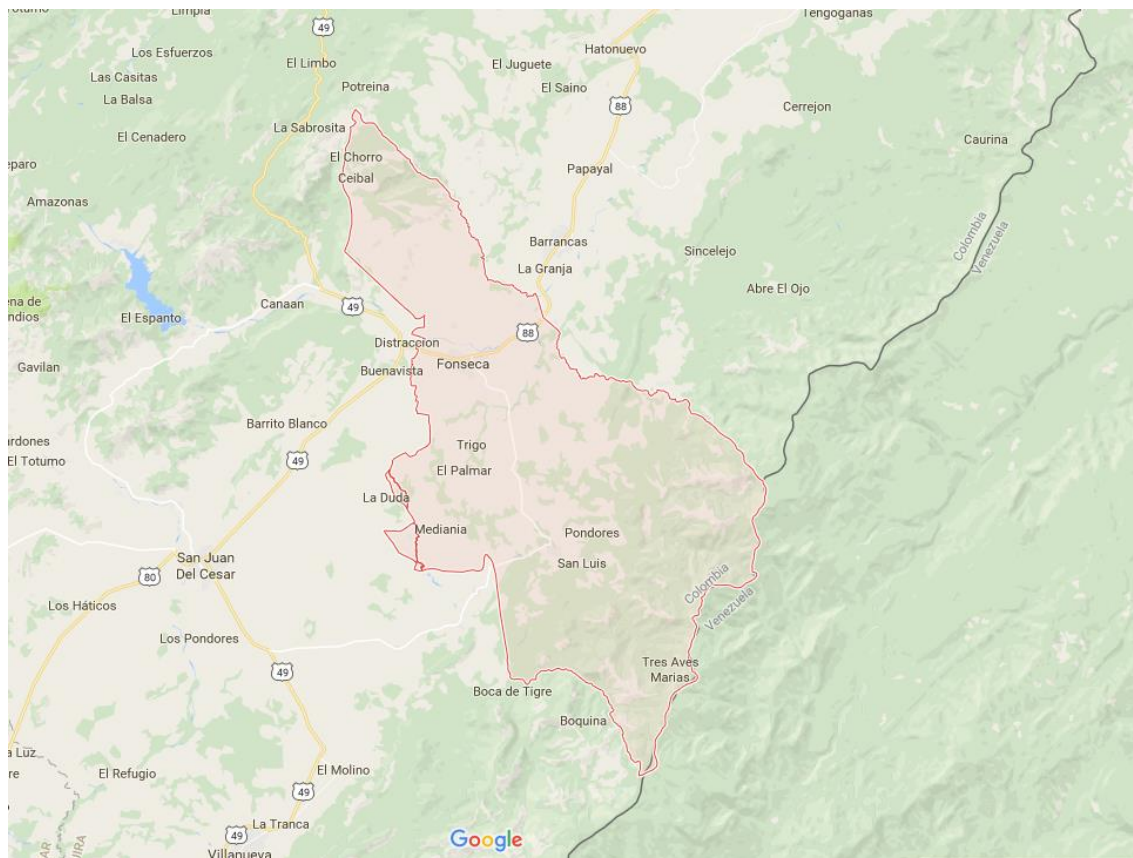 Limpia
Tengoganas
49
Los Esfuerzos
El Limbo
Hatonuevo
El Juguete
Las Casitas
Potreina
El Saino
La Balsa
88
Cerrejon
La Sabrosita
El Cenadero
Caurina
El Chorro
Papayal
Ceibal
Amazonas
Barrancas
Colombia
Venezuela
Sincelejo
La Granja
Abre El Ojo
Canaan
49
El Espanto
88
Distraccion
Fonseca
Gavilan
Buenavista
Barrito Blanco
Trigo
49
El Totumo
El Palmar
La Duda
Mediania
Pondores
San Juan
Del Cesar
San Luis
80
Colombia
Venezuela
Los Háticos
Los Pondores
Tres Aves
Marias
49
Boca de Tigre
Boquina
El Refugio
El Molino
49
La Tranca
49
Google
Villanueva